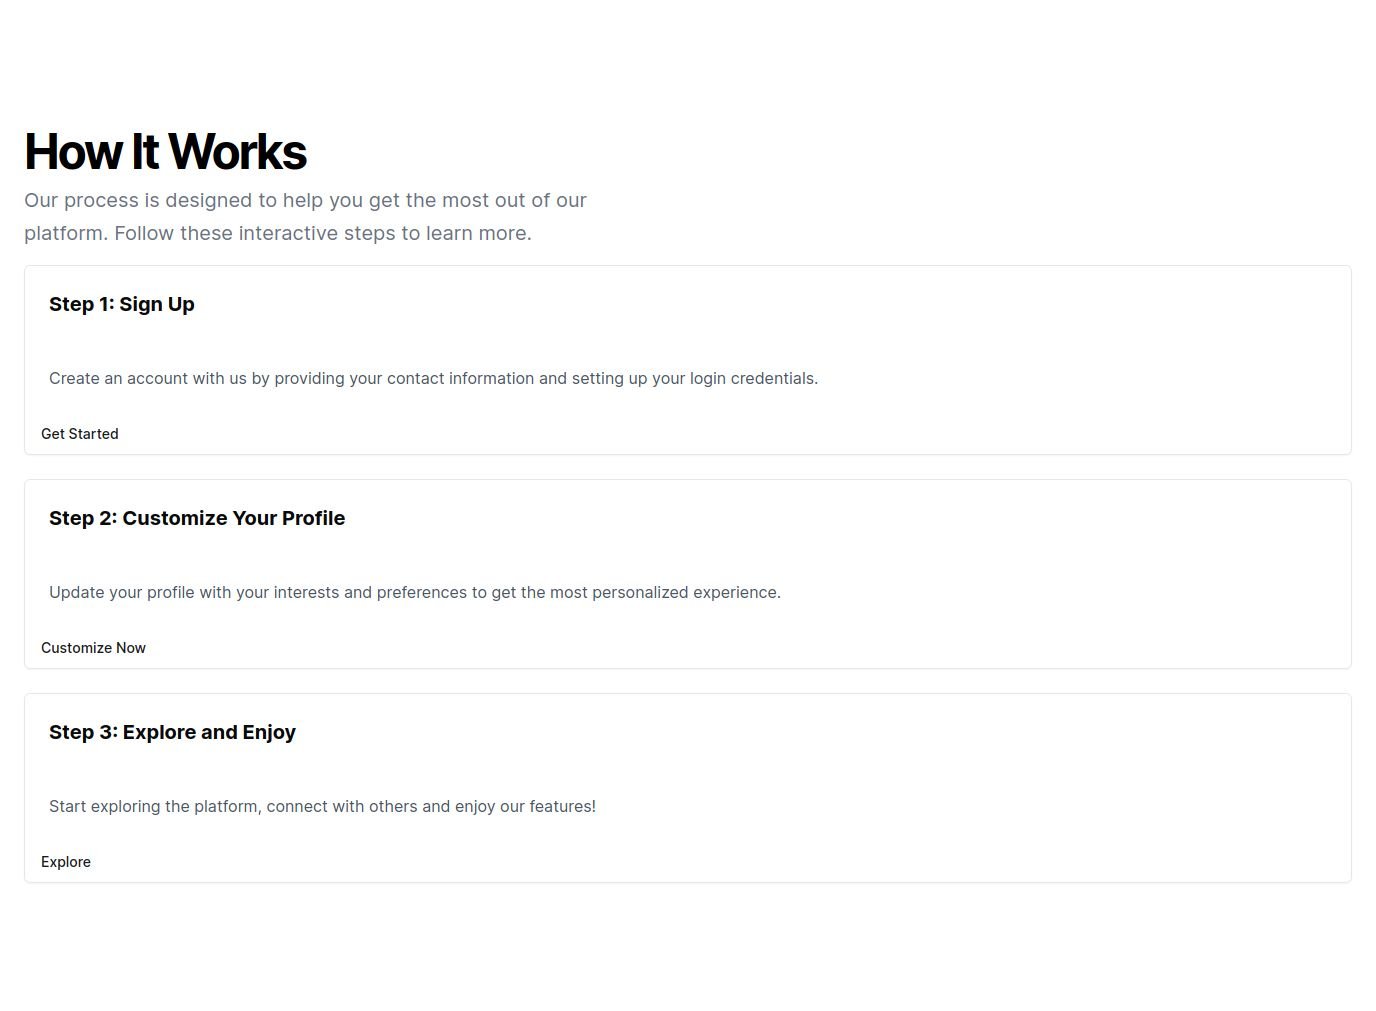 How It Works
Our process is designed to help you get the most out of our
platform. Follow these interactive steps to learn more.
Step 1: Sign Up
Create an account with us by providing your contact information and setting up your login credentials.
Get Started
Step 2: Customize Your Profile
Update your profile with your interests and preferences to get the most personalized experience.
Customize Now
Step 3: Explore and Enjoy
Start exploring the platform, connect with others and enjoy our features!
Explore